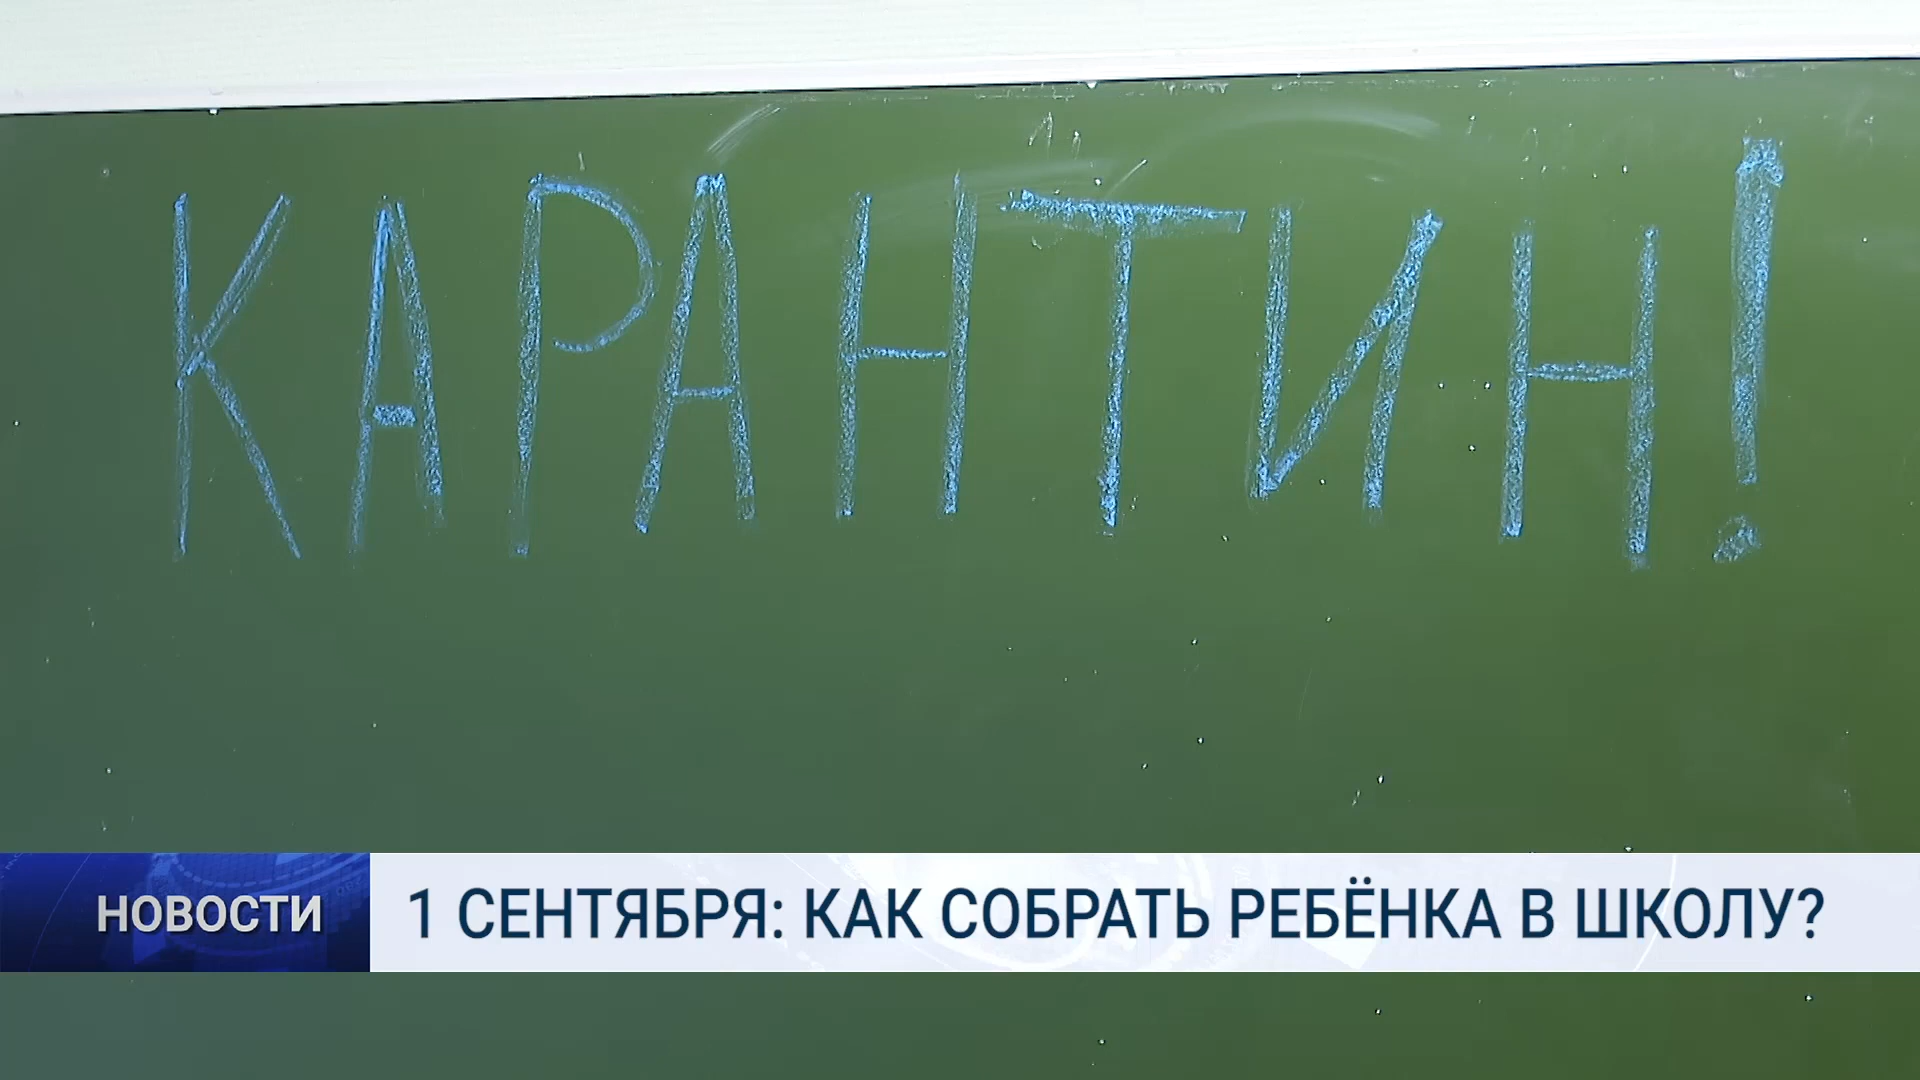 КАРАНТИН!
НОВОСТИ
1 СЕНТЯБРЯ: КАК СОБРАТЬ РЕБЁНКА В ШКОЛУ?